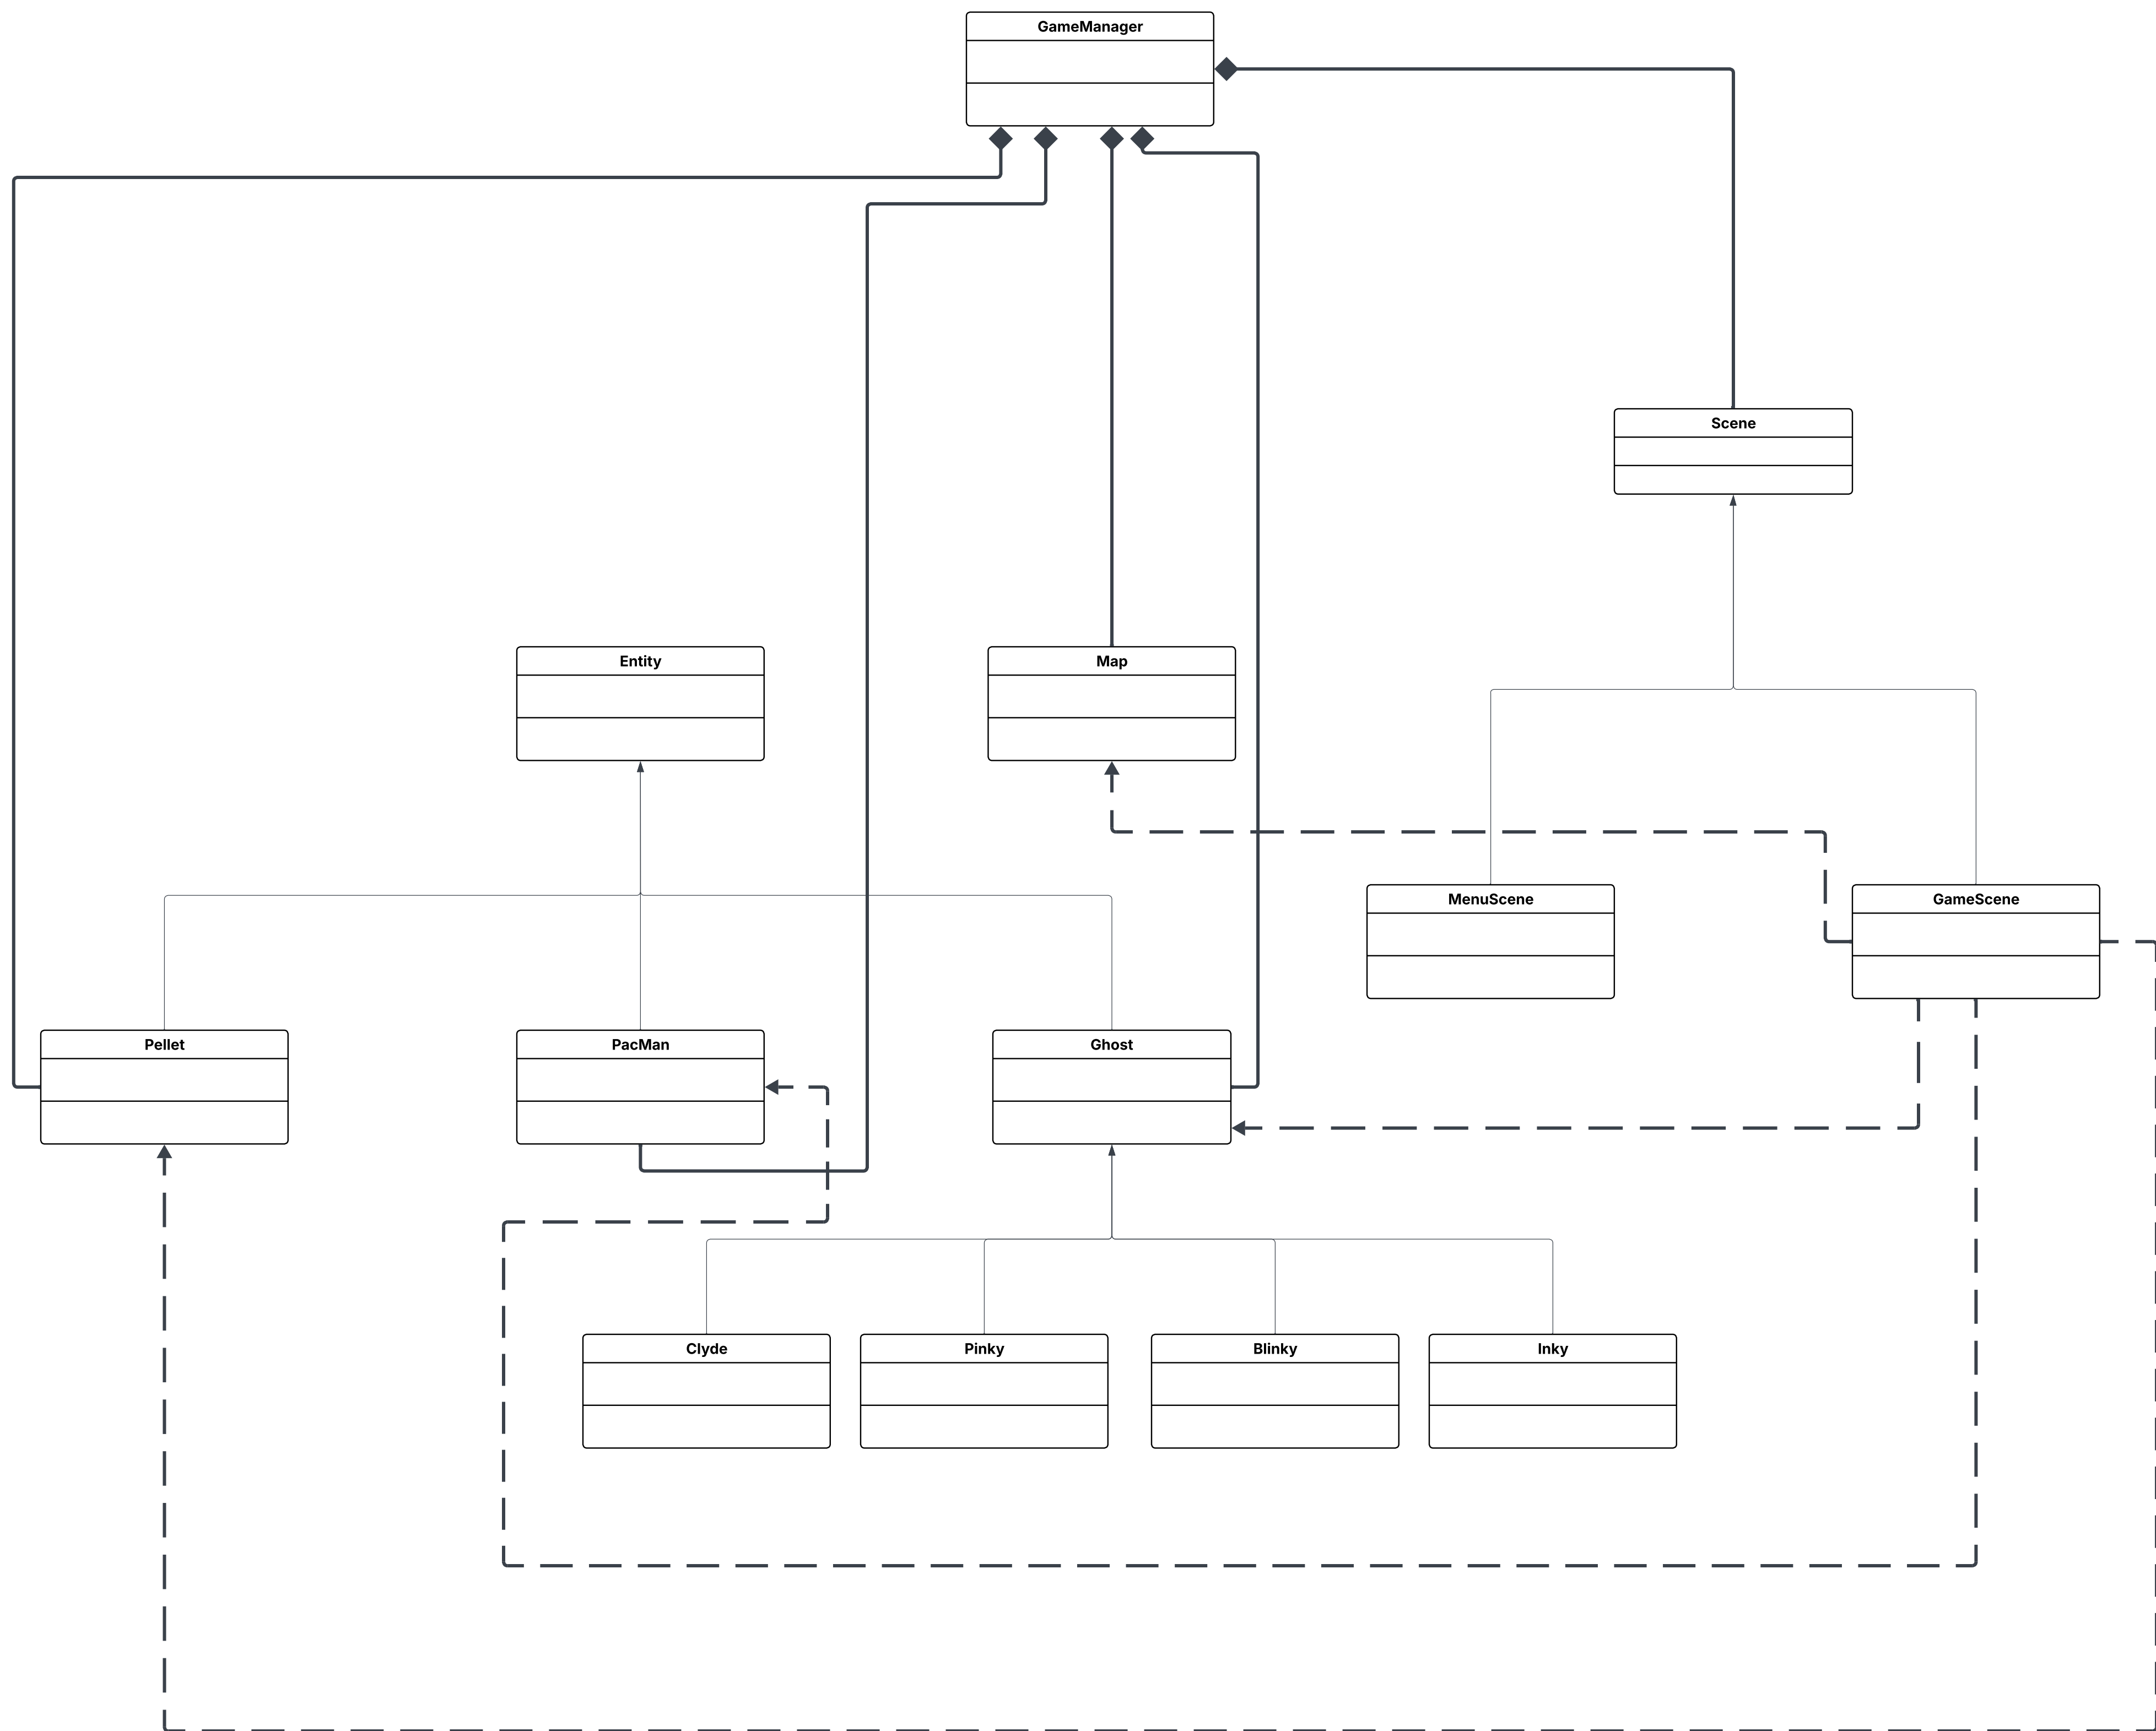 GameManager
Scene
Entity
Map
MenuScene
GameScene
Pellet
PacMan
Ghost
Clyde
Pinky
Blinky
Inky